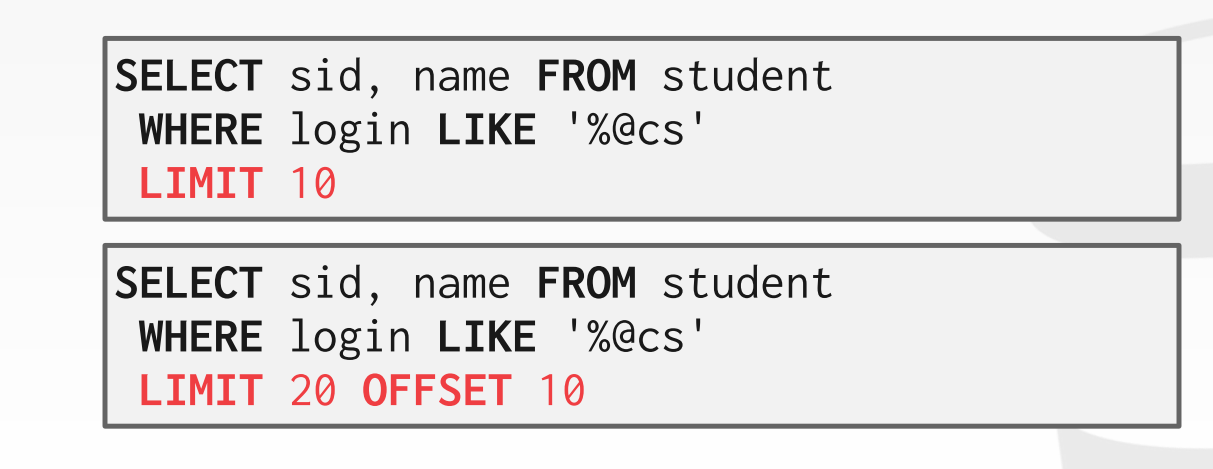 SELECT sid, name FROM student
WHERE login LIKE '%@cs'
LIMIT 10
SELECT sid, name FROM student
WHERE login LIKE '%@cs'
LIMIT 20 OFFSET 10